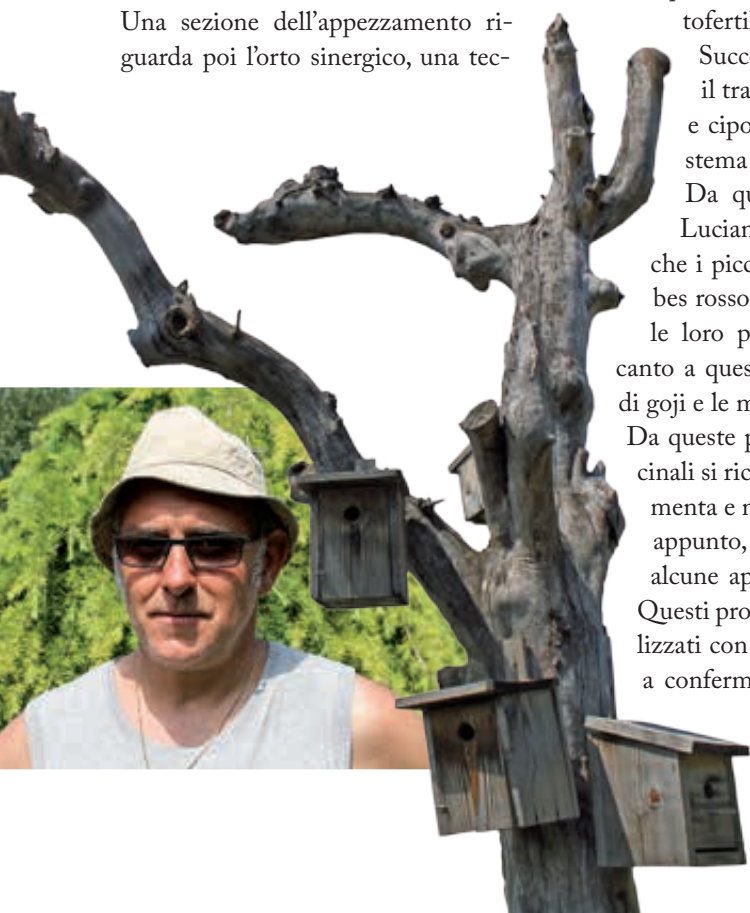 Una sezione dell'appezzamento ri-
guarda poi l'orto sinergico, una tec-
tofertil
Succe
il tra
e cipo
stema
Da qu
Lucian
che i picc
bes rosso
le loro p
canto a ques
di goji e le m
Da queste p
cinali si ric
menta e r
appunto,
alcune ap
Questi pro
lizzati con
a conferm